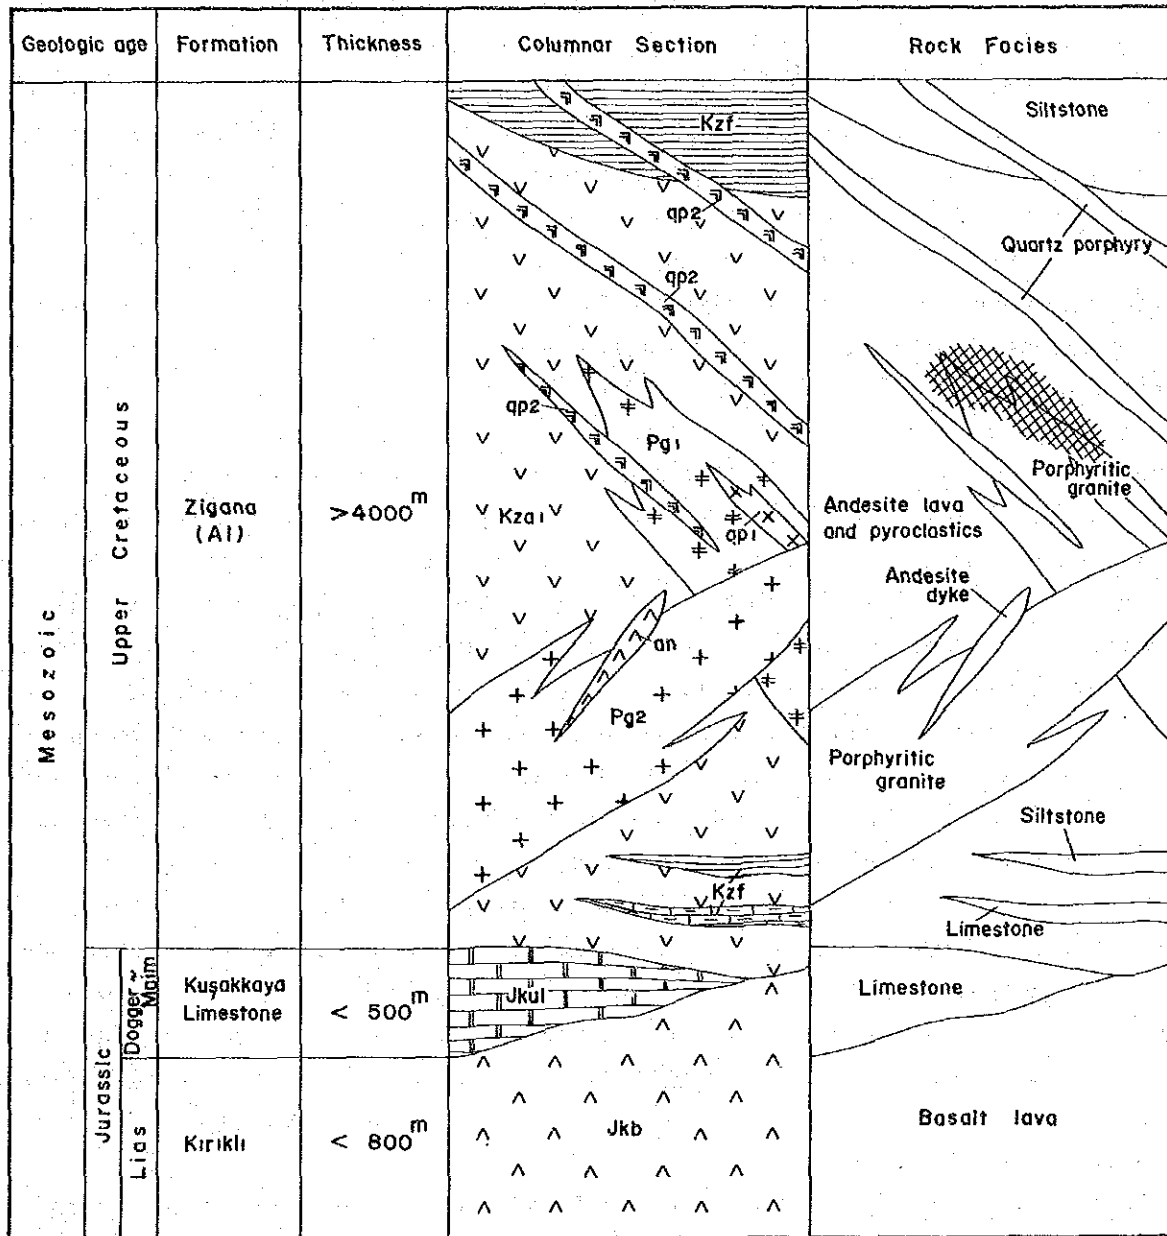 Geologic age
Formation
Thickness
Columnar Section
Rock Facies
Mesozoic
Upper Cretaceous
Jurassic
Dogger ~
Malm
Lias
Zigana
(Al)
Kuşakkaya
Limestone
Kırıklı
>4000m
< 500m
< 800m
Kzf
qp2
qp2
qp2
Pg1
Kza1
qp1
an
Pg2
Kzf
Jkul
Jkb
Siltstone
Quartz porphyry
Porphyritic
granite
Andesite lava
and pyroclastics
Andesite
dyke
Porphyritic
granite
Siltstone
Limestone
Limestone
Basalt lava